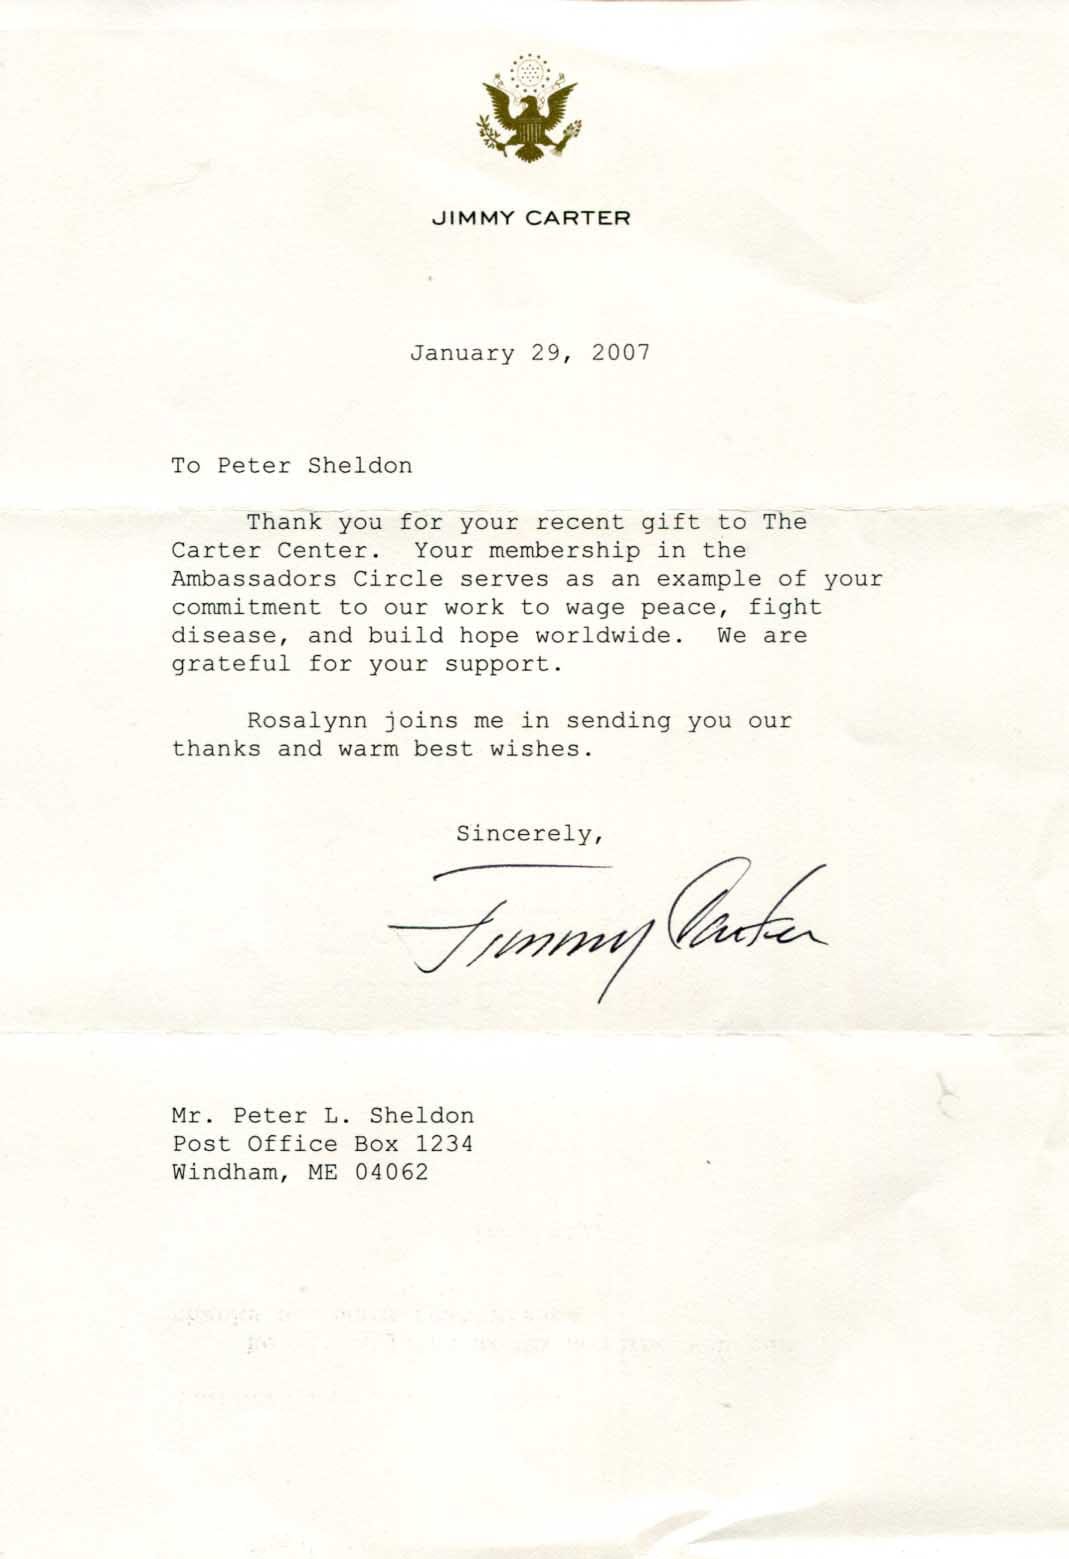 JIMMY CARTER
January 29, 2007
To Peter Sheldon
Thank you for your recent gift to The
Carter Center. Your membership in the
Ambassadors Circle serves as an example of your
commitment to our work to wage peace, fight
disease, and build hope worldwide. We are
grateful for your support.
Rosalynn joins me in sending you our
thanks and warm best wishes.
Sincerely,
Jimmy Carter
Mr. Peter L. Sheldon
Post Office Box 1234
Windham, ME 04062